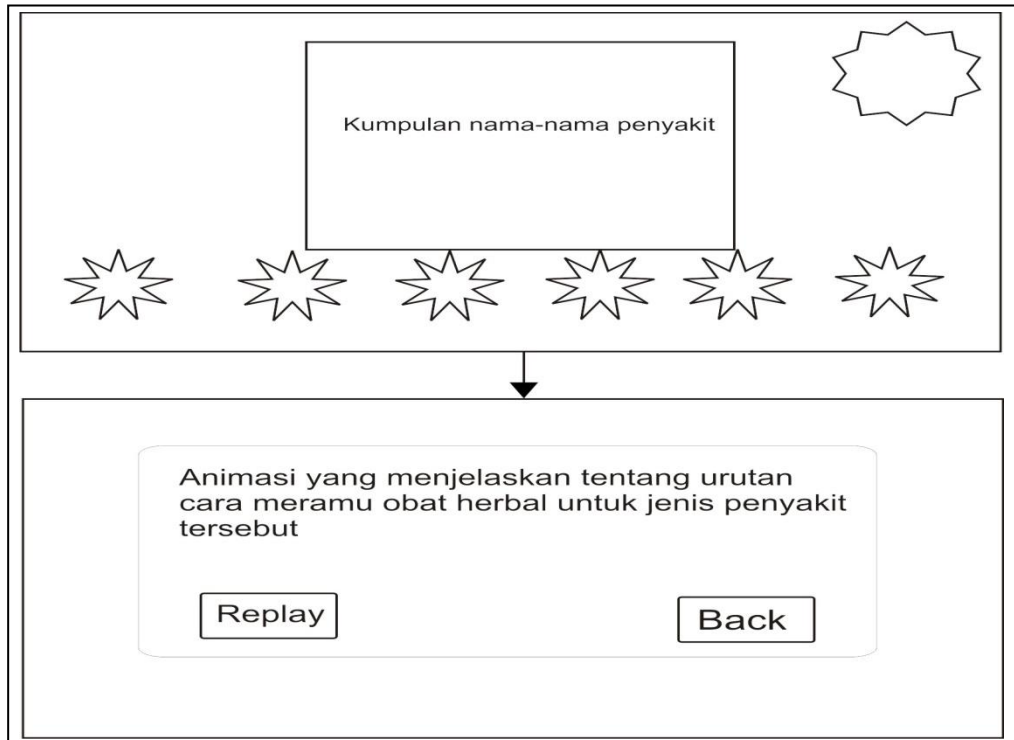 Kumpulan nama-nama penyakit
Animasi yang menjelaskan tentang urutan
cara meramu obat herbal untuk jenis penyakit
tersebut
Replay
Back